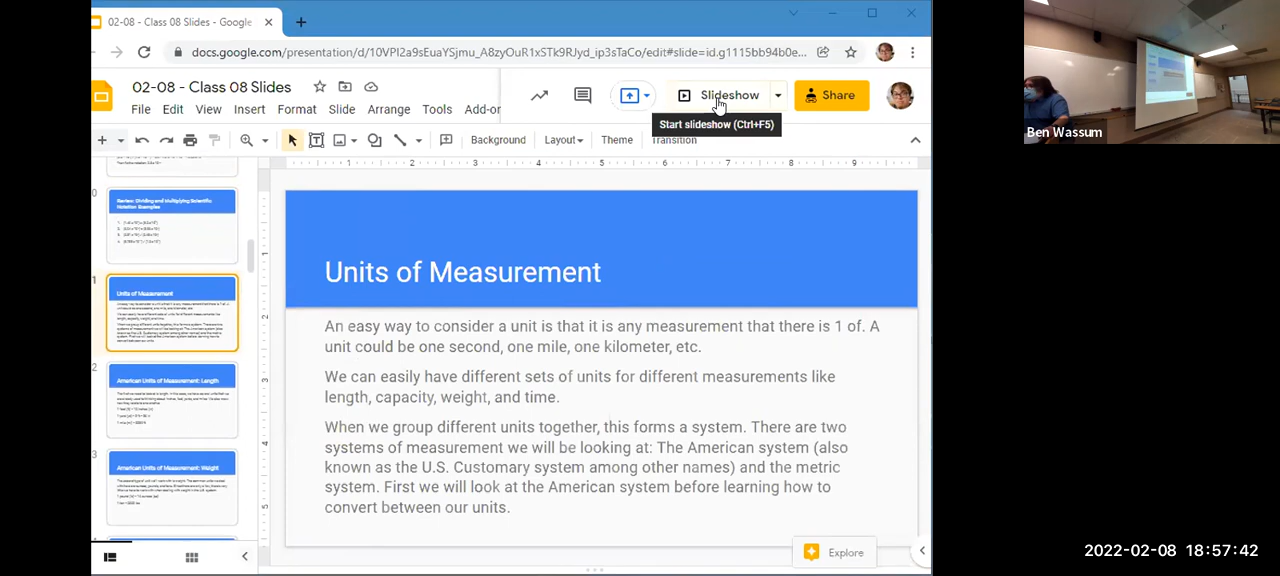 02-08 - Class 08 Slides - Google
docs.google.com/presentation/d/10VPl2a9sEuaYSjmu_A8zyOuR1xSTk9RJyd_ip3sTaCo/edit#slide=id.g1115bb94b0e...
02-08 - Class 08 Slides
File Edit View Insert Format Slide Arrange Tools Add-or
Slideshow
Share
Start slideshow (Ctrl+F5)
Background Layout Theme Transition
Review: Dividing and Multiplying Scientific
Notation Examples
Units of Measurement
American Units of Measurement: Length
American Units of Measurement: Weight
Units of Measurement
An easy way to consider a unit is that it is any measurement that there is 1 of. A
unit could be one second, one mile, one kilometer, etc.
We can easily have different sets of units for different measurements like
length, capacity, weight, and time.
When we group different units together, this forms a system. There are two
systems of measurement we will be looking at: The American system (also
known as the U.S. Customary system among other names) and the metric
system. First we will look at the American system before learning how to
convert between our units.
Explore
Ben Wassum
2022-02-08 18:57:42